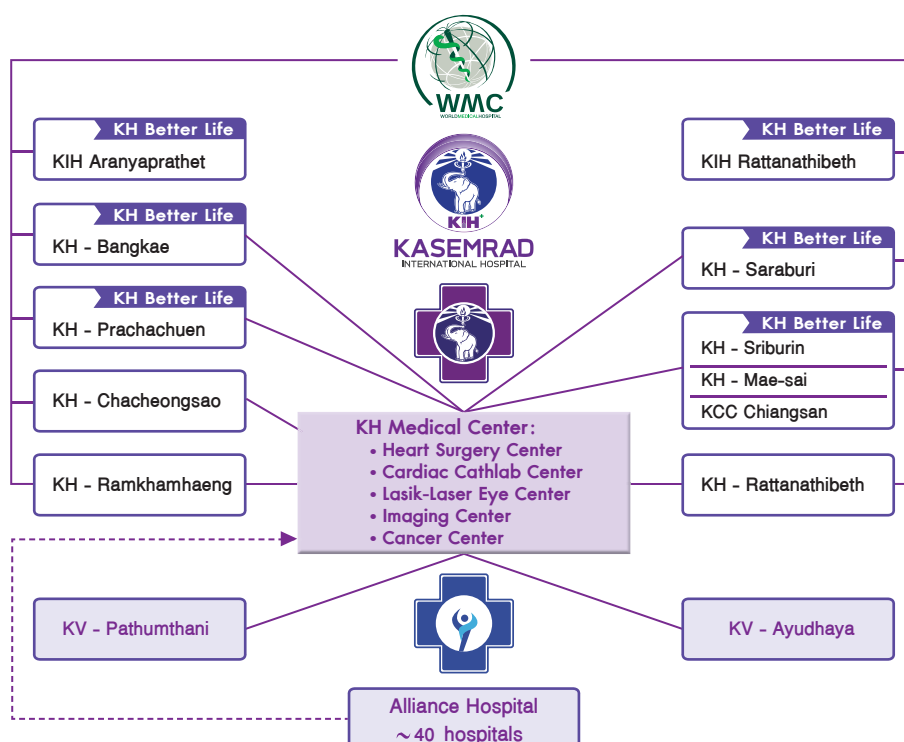 WMC
WORLDMEDICALHOSPITAL
KH Better Life
KIH Aranyaprathet
KH Better Life
KH - Bangkae
KH Better Life
KH - Prachachuen
KH - Chacheongsao
KH - Ramkhamhaeng
KIH+
KASEMRAD
INTERNATIONAL HOSPITAL
KH Better Life
KIH Rattanathibeth
KH Better Life
KH - Saraburi
KH Better Life
KH - Sriburin
KH - Mae-sai
KCC Chiangsan
KH - Rattanathibeth
KH Medical Center:
• Heart Surgery Center
• Cardiac Cathlab Center
• Lasik-Laser Eye Center
• Imaging Center
• Cancer Center
KV - Pathumthani
KV - Ayudhaya
Alliance Hospital
~ 40 hospitals